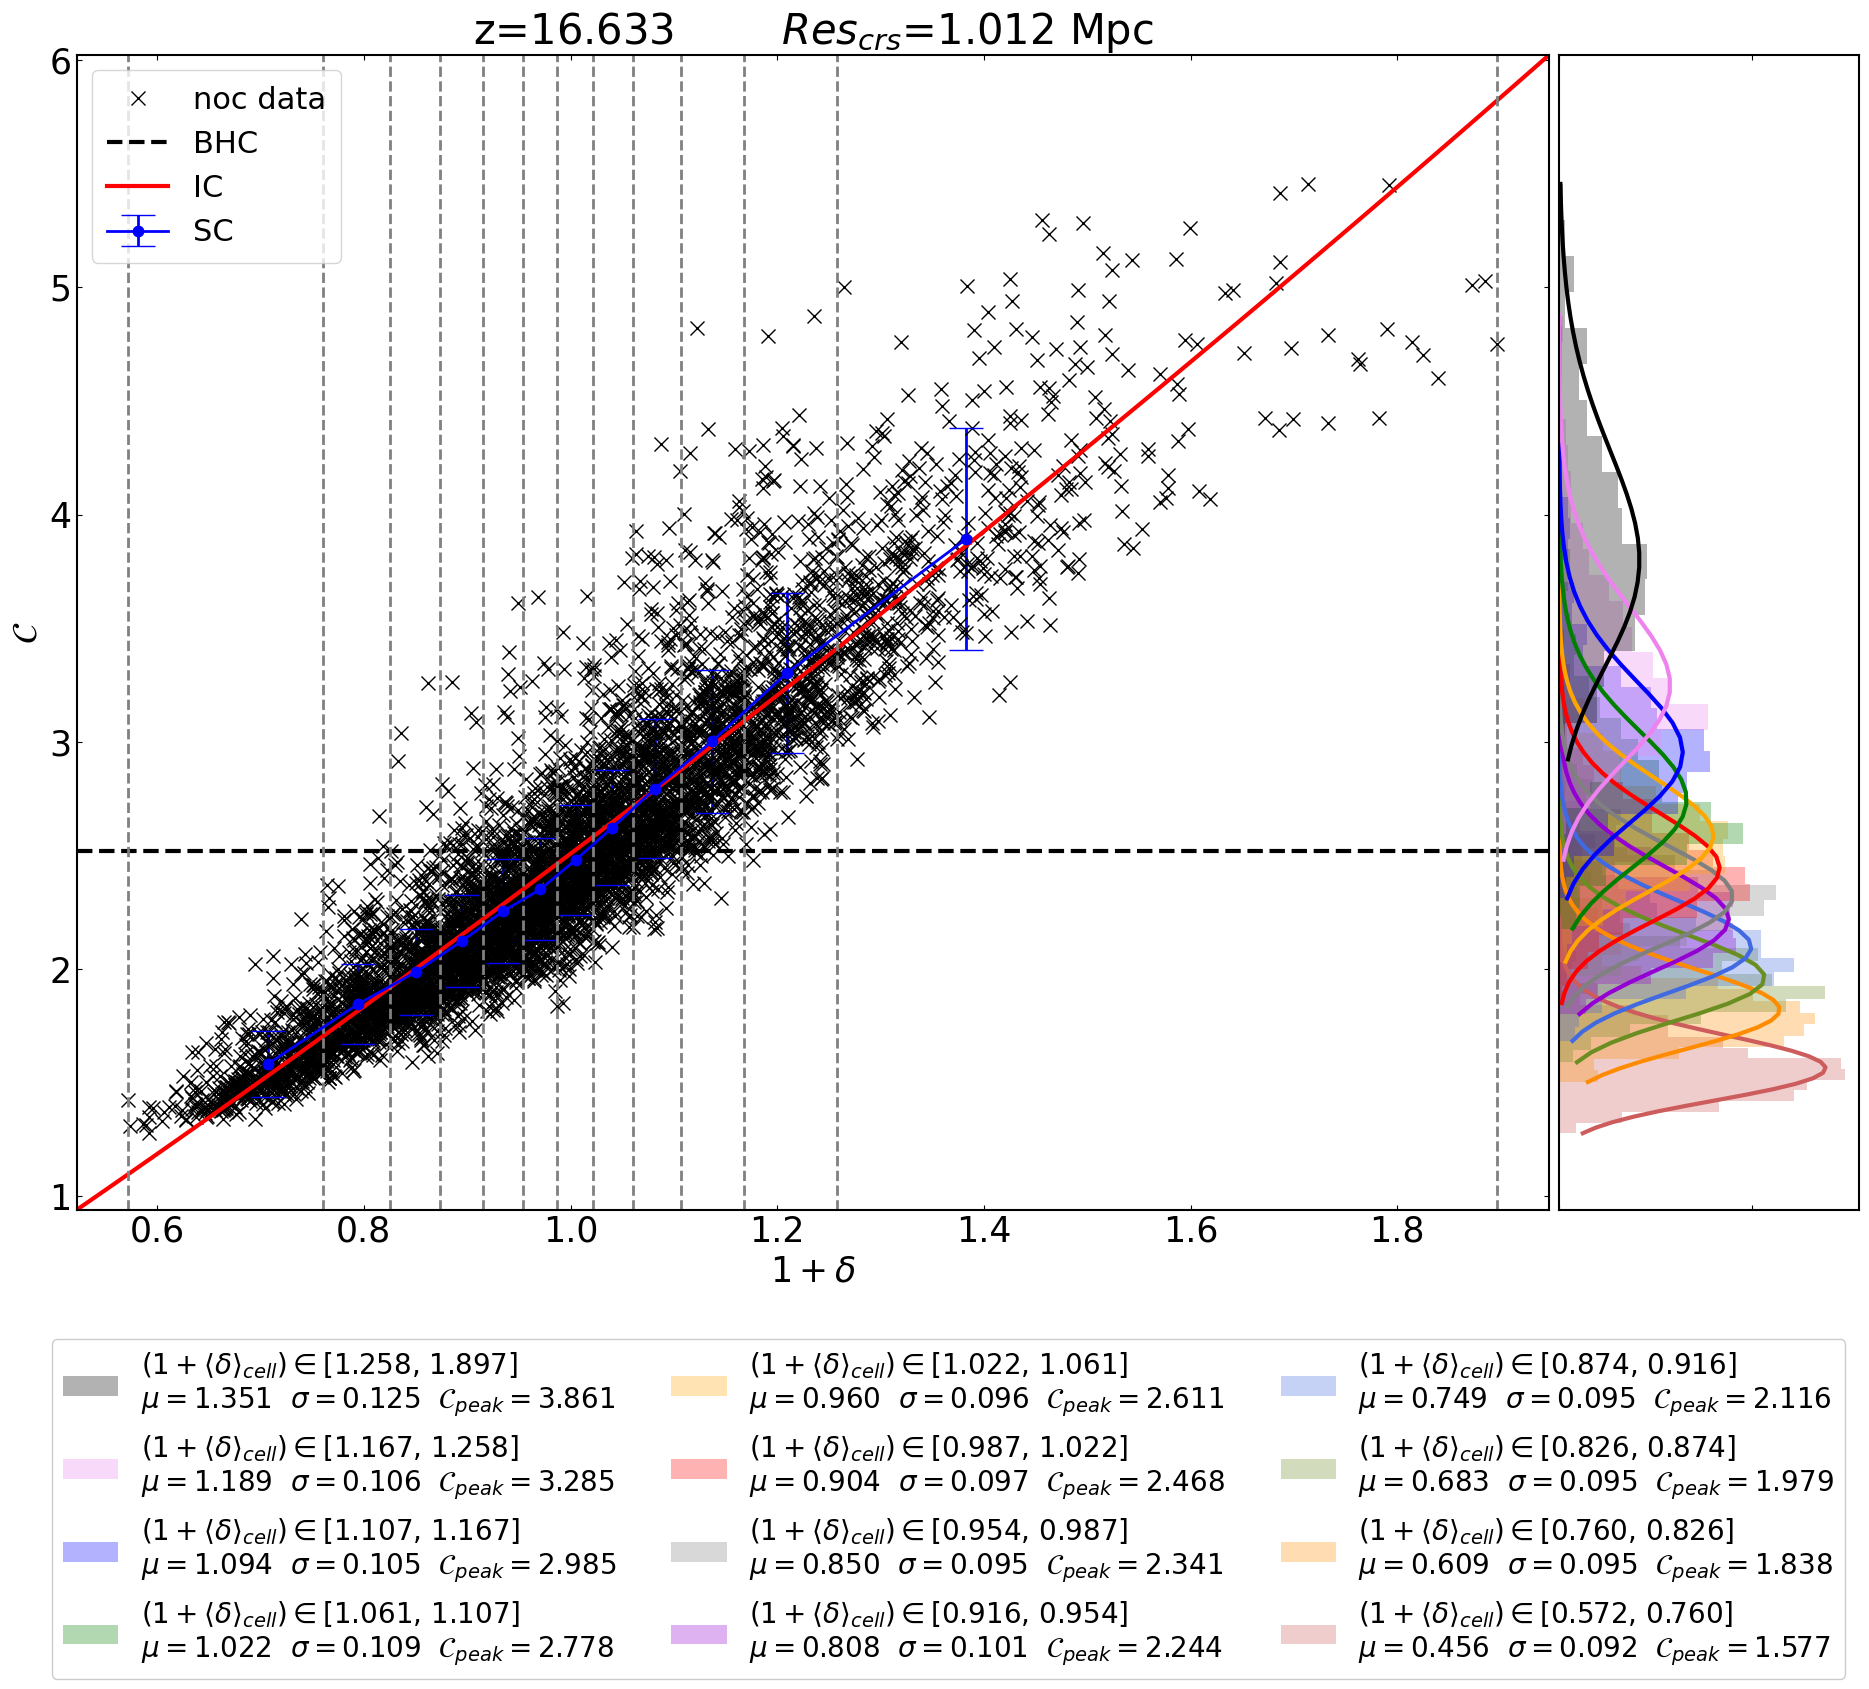 z=16.633 Res_crs=1.012 Mpc
6
5
4
3
2
1
𝒞
noc data
BHC
IC
SC
0.6 0.8 1.0 1.2 1.4 1.6 1.8
1 + δ
(1 + ⟨δ⟩_cell) ∈ [1.258, 1.897]
μ = 1.351 σ = 0.125 𝒞_peak = 3.861
(1 + ⟨δ⟩_cell) ∈ [1.167, 1.258]
μ = 1.189 σ = 0.106 𝒞_peak = 3.285
(1 + ⟨δ⟩_cell) ∈ [1.107, 1.167]
μ = 1.094 σ = 0.105 𝒞_peak = 2.985
(1 + ⟨δ⟩_cell) ∈ [1.061, 1.107]
μ = 1.022 σ = 0.109 𝒞_peak = 2.778
(1 + ⟨δ⟩_cell) ∈ [1.022, 1.061]
μ = 0.960 σ = 0.096 𝒞_peak = 2.611
(1 + ⟨δ⟩_cell) ∈ [0.987, 1.022]
μ = 0.904 σ = 0.097 𝒞_peak = 2.468
(1 + ⟨δ⟩_cell) ∈ [0.954, 0.987]
μ = 0.850 σ = 0.095 𝒞_peak = 2.341
(1 + ⟨δ⟩_cell) ∈ [0.916, 0.954]
μ = 0.808 σ = 0.101 𝒞_peak = 2.244
(1 + ⟨δ⟩_cell) ∈ [0.874, 0.916]
μ = 0.749 σ = 0.095 𝒞_peak = 2.116
(1 + ⟨δ⟩_cell) ∈ [0.826, 0.874]
μ = 0.683 σ = 0.095 𝒞_peak = 1.979
(1 + ⟨δ⟩_cell) ∈ [0.760, 0.826]
μ = 0.609 σ = 0.095 𝒞_peak = 1.838
(1 + ⟨δ⟩_cell) ∈ [0.572, 0.760]
μ = 0.456 σ = 0.092 𝒞_peak = 1.577